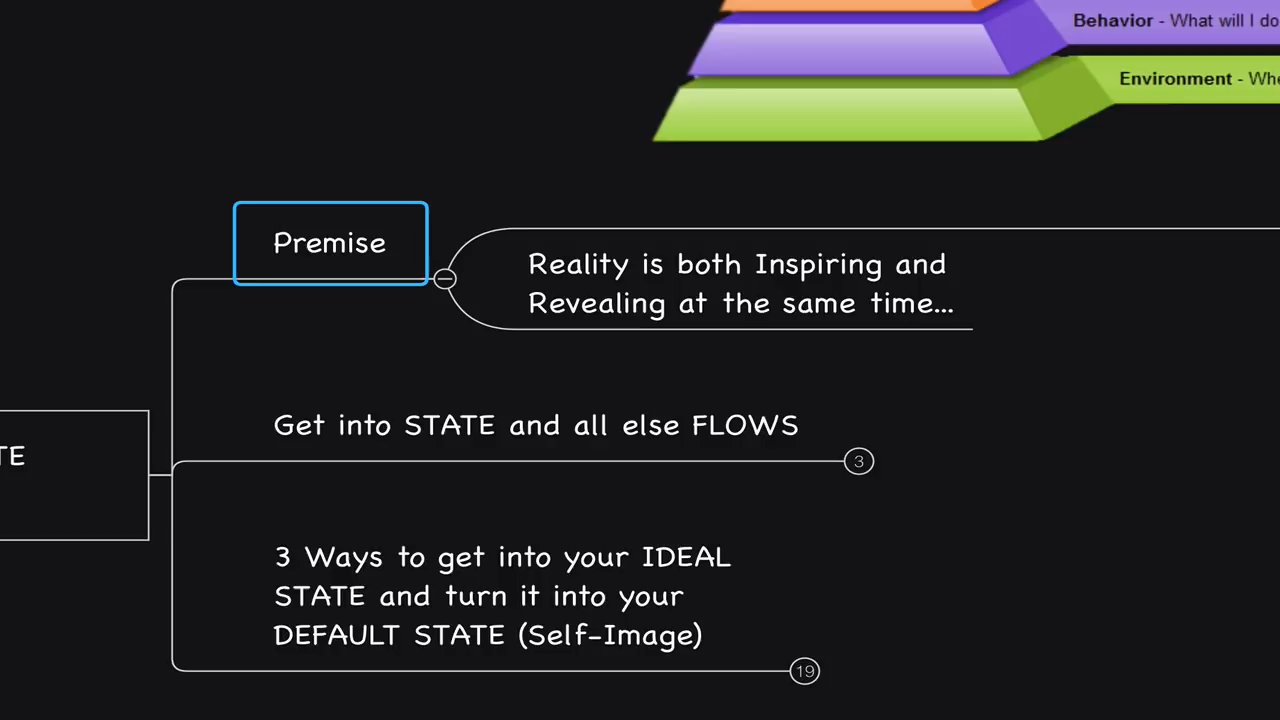 Behavior - What will I do
Environment -
Premise
Reality is both Inspiring and
Revealing at the same time...
Get into STATE and all else FLOWS
3
TE
3 Ways to get into your IDEAL
STATE and turn it into your
DEFAULT STATE (Self-Image)
19